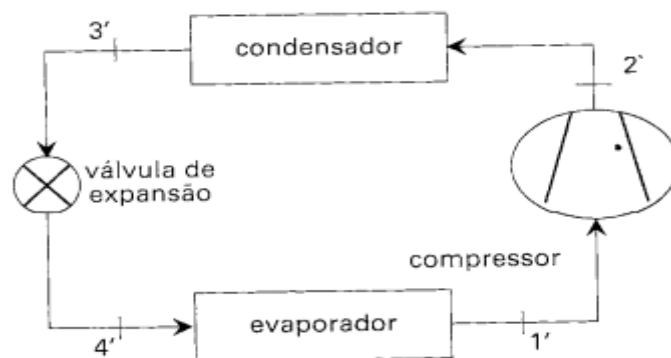 3'
condensador
2`
válvula de
expansão
compressor
4'
evaporador
1'